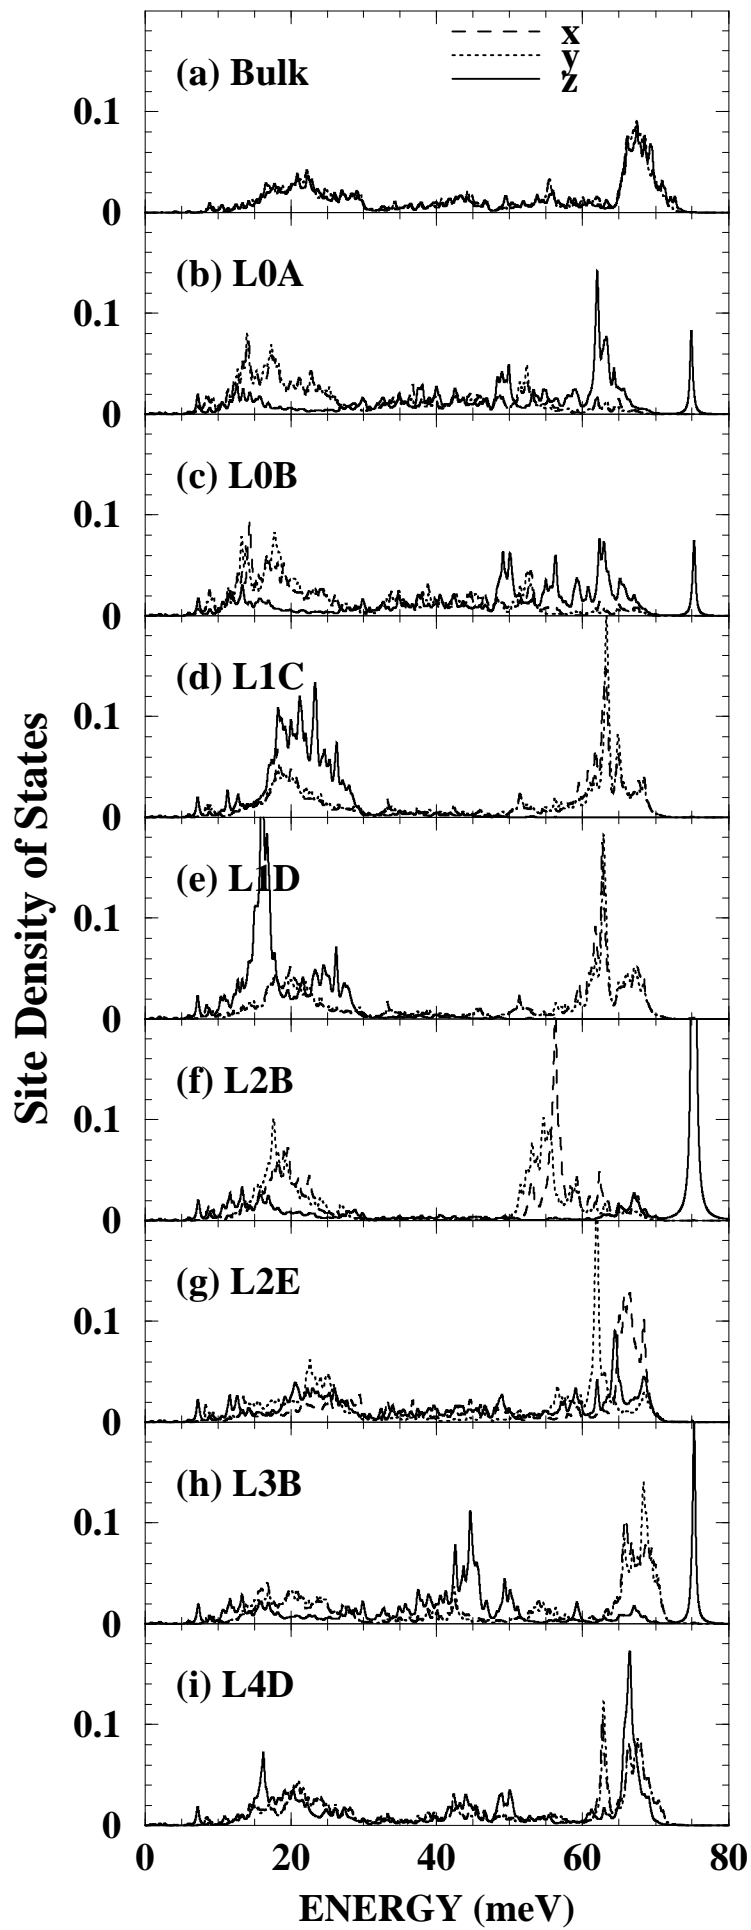 x
y
z
(a) Bulk
0.1
0
(b) L0A
0.1
0
(c) L0B
0.1
0
(d) L1C
0.1
0
(e) L1D
0.1
0
(f) L2B
0.1
0
(g) L2E
0.1
0
(h) L3B
0.1
0
(i) L4D
0.1
0
Site Density of States
0 20 40 60 80
ENERGY (meV)